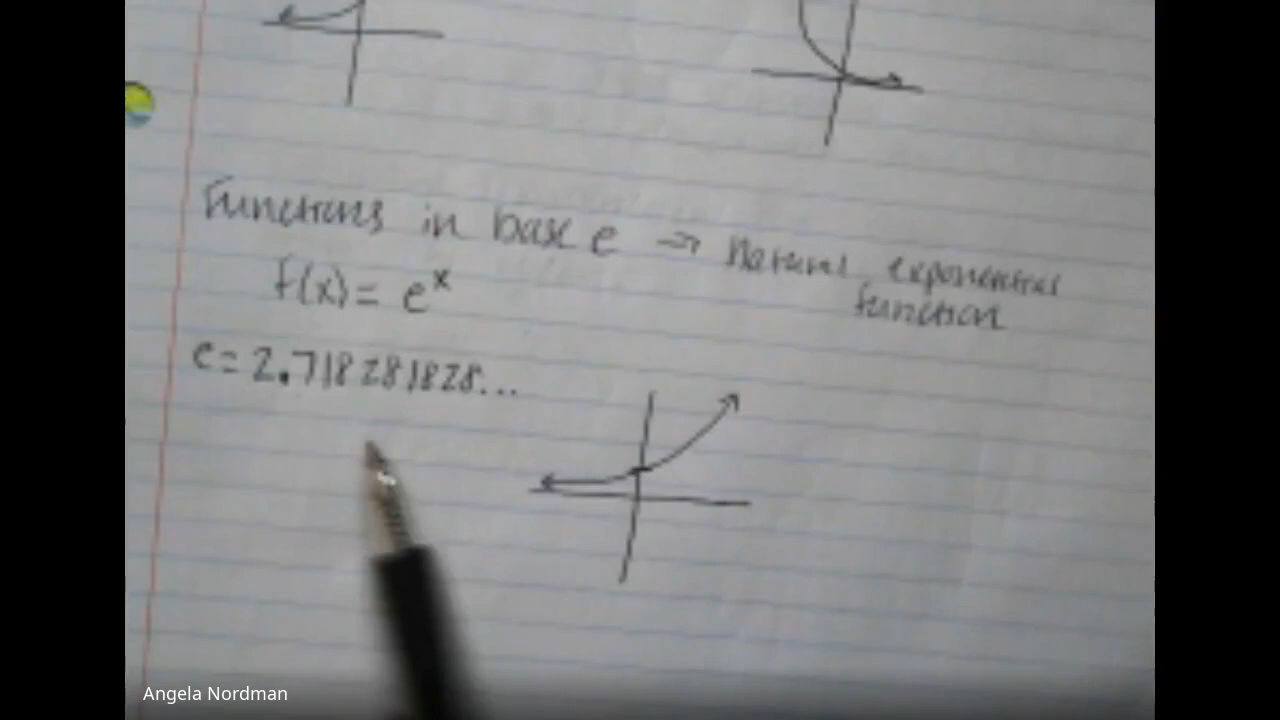 Functions in base e → Natural exponential
function
f(x) = e^x
e = 2.718281828...
Angela Nordman